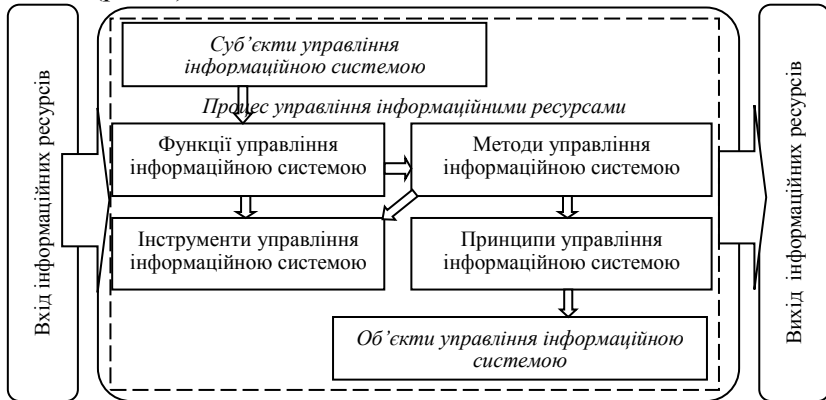 Вхід інформаційних ресурсів
Суб’єкти управління
інформаційною системою
Процес управління інформаційними ресурсами
Функції управління
інформаційною системою
Методи управління
інформаційною системою
Інструменти управління
інформаційною системою
Принципи управління
інформаційною системою
Об’єкти управління інформаційною
системою
Вихід інформаційних ресурсів